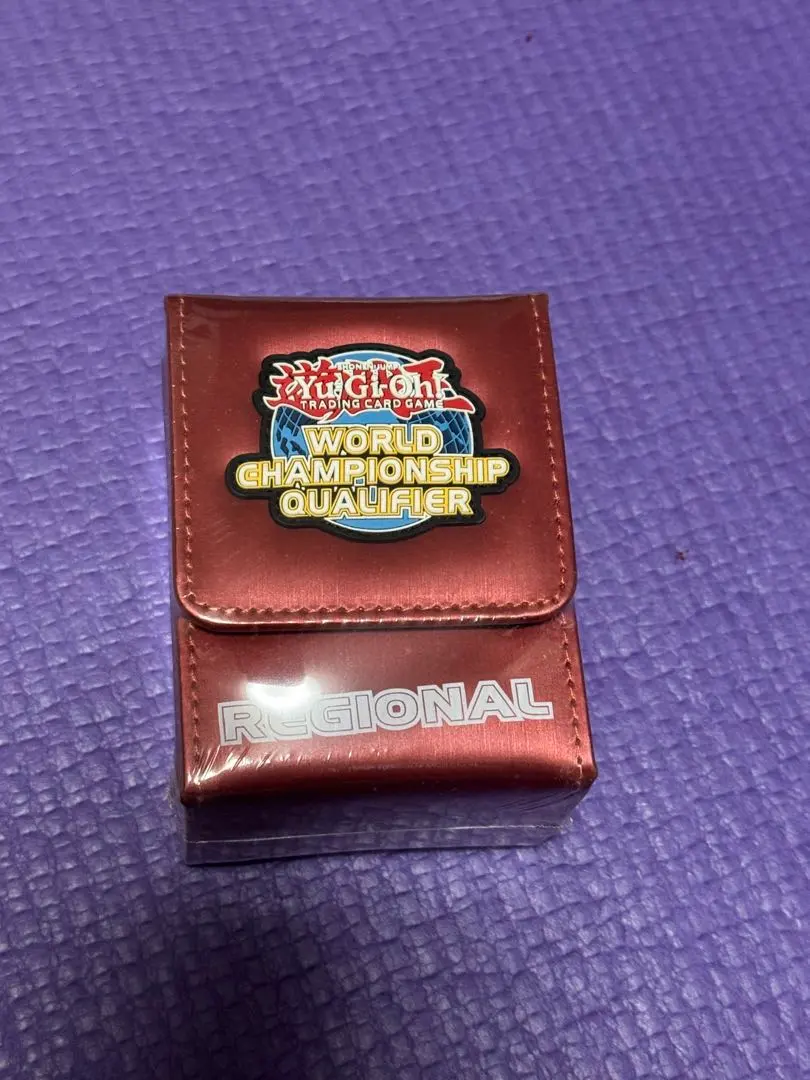 SHONEN JUMP
Yu-Gi-Oh!
TRADING CARD GAME
WORLD
CHAMPIONSHIP
QUALIFIER
REGIONAL